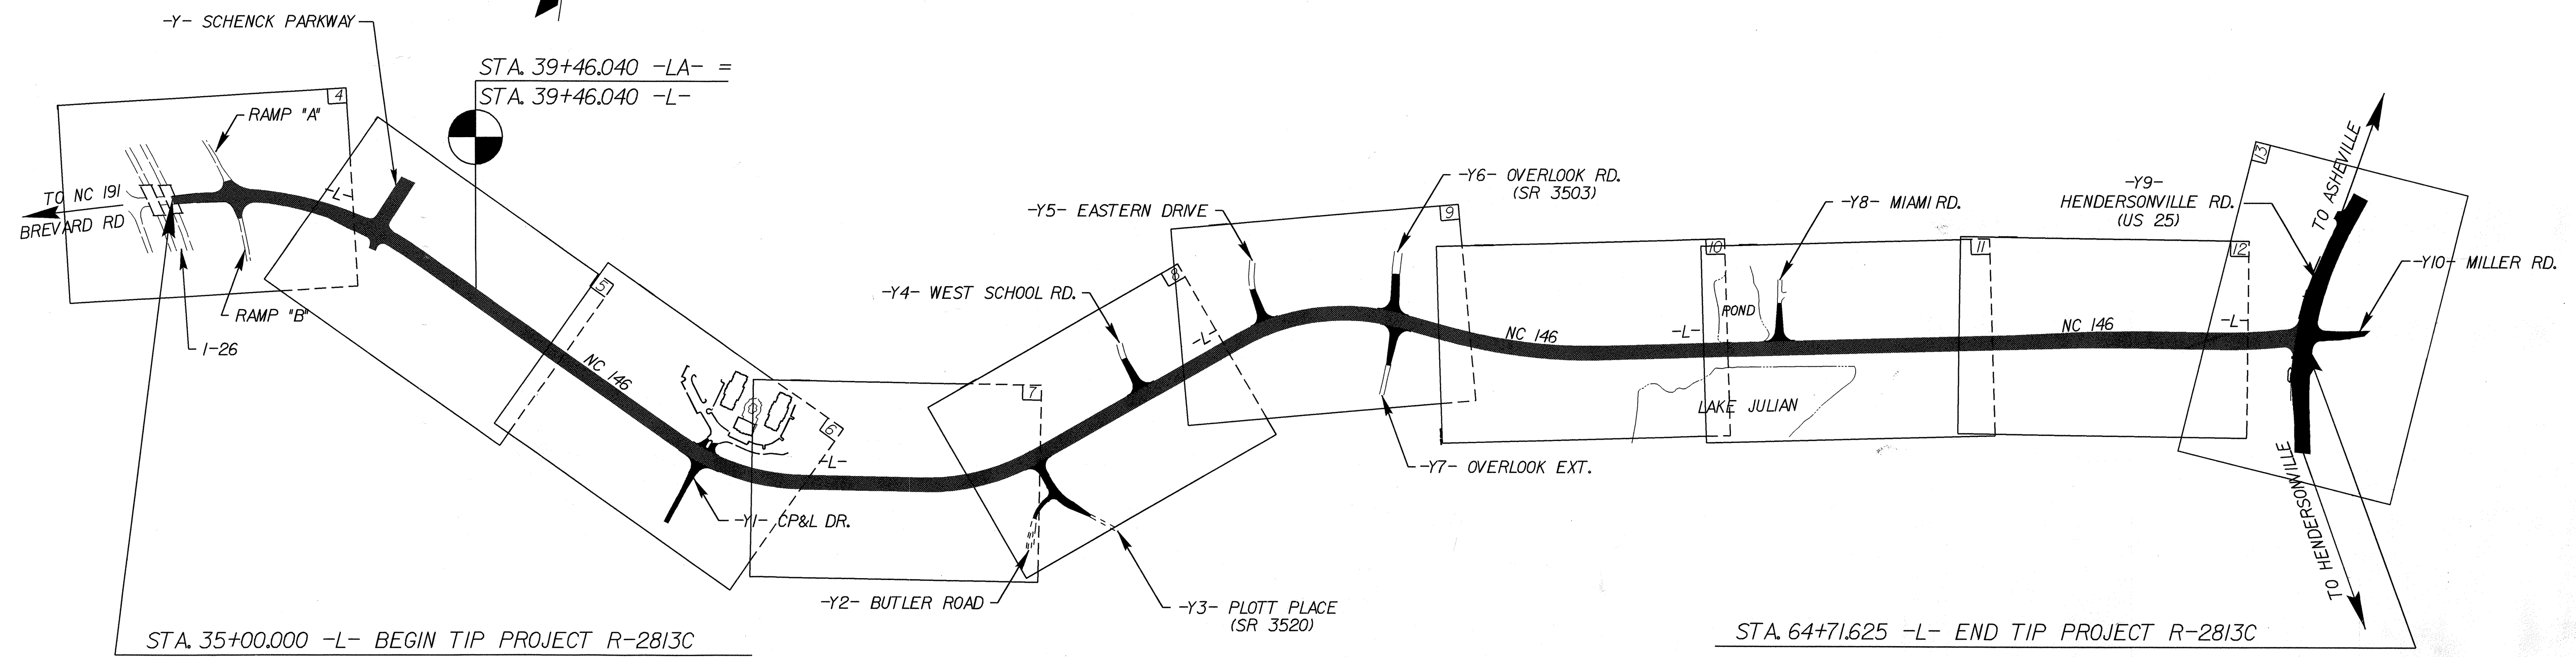 -Y- SCHENCK PARKWAY
STA. 39+46.040 -LA- =
STA. 39+46.040 -L-
4
RAMP "A"
TO NC 191
BREVARD RD
-L-
RAMP "B"
I-26
5
NC 146
6
-L-
-Y1- CP&L DR.
7
-Y2- BUTLER ROAD
-Y3- PLOTT PLACE
(SR 3520)
8
-Y4- WEST SCHOOL RD.
-L-
-Y5- EASTERN DRIVE
9
-Y6- OVERLOOK RD.
(SR 3503)
-Y7- OVERLOOK EXT.
NC 146
-L-
10
POND
LAKE JULIAN
-Y8- MIAMI RD.
11
NC 146
12
-L-
-Y9-
HENDERSONVILLE RD.
(US 25)
13
TO ASHEVILLE
-Y10- MILLER RD.
TO HENDERSONVILLE
STA. 35+00.000 -L- BEGIN TIP PROJECT R-2813C
STA. 64+71.625 -L- END TIP PROJECT R-2813C